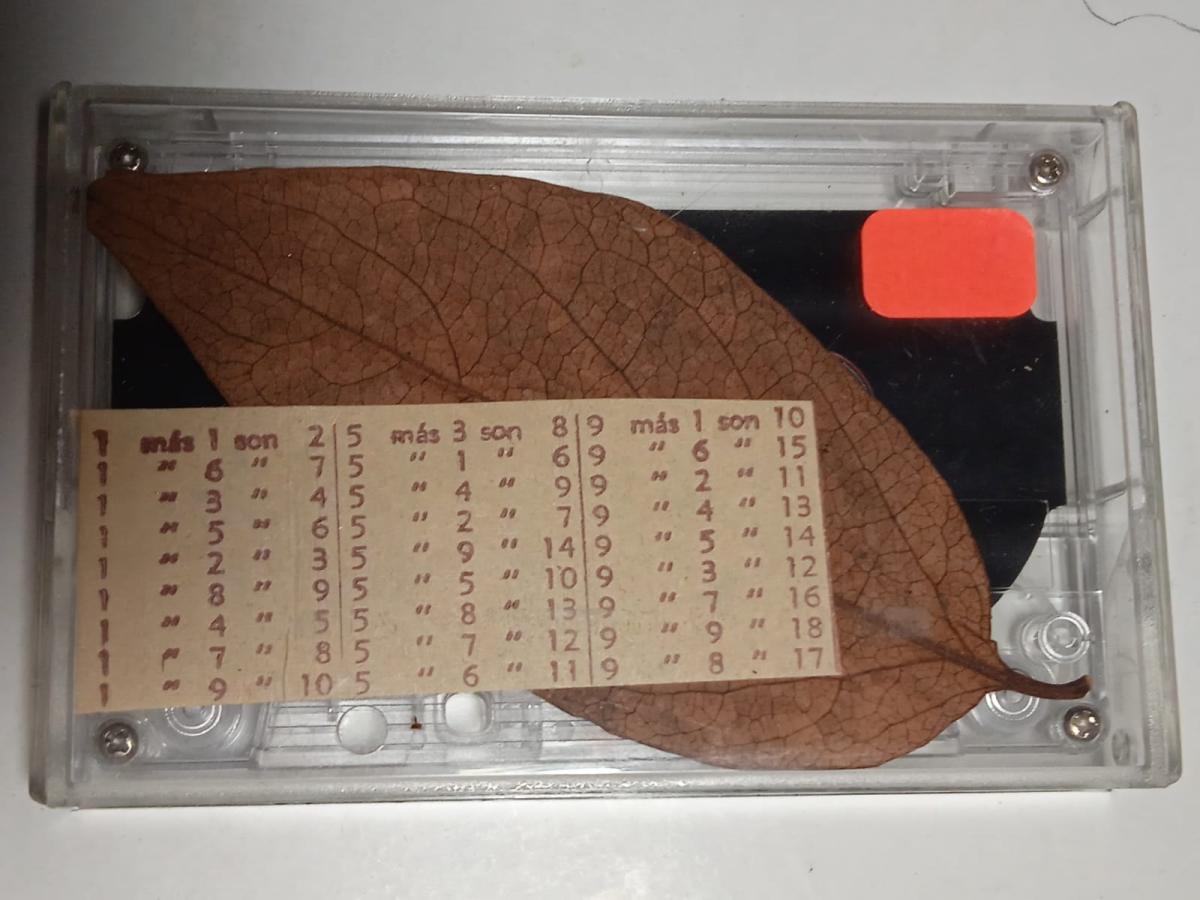 1 más 1 son 2 | 5 más 3 son 8 | 9 más 1 son 10
1 " 6 " 7 | 5 " 1 " 6 | 9 " 6 " 15
1 " 3 " 4 | 5 " 4 " 9 | 9 " 2 " 11
1 " 5 " 6 | 5 " 2 " 7 | 9 " 4 " 13
1 " 2 " 3 | 5 " 9 " 14 | 9 " 5 " 14
1 " 8 " 9 | 5 " 5 " 10 | 9 " 3 " 12
1 " 4 " 5 | 5 " 8 " 13 | 9 " 7 " 16
1 " 7 " 8 | 5 " 7 " 12 | 9 " 9 " 18
1 " 9 " 10 | 5 " 6 " 11 | 9 " 8 " 17